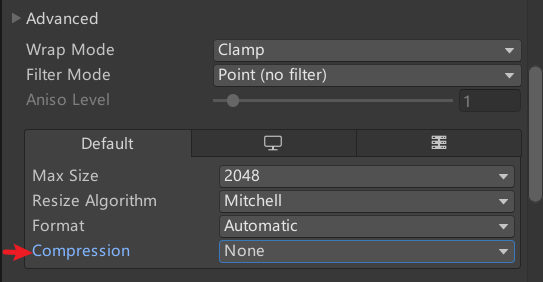 Advanced
Wrap Mode Clamp
Filter Mode Point (no filter)
Aniso Level 1
Default
Max Size 2048
Resize Algorithm Mitchell
Format Automatic
Compression None